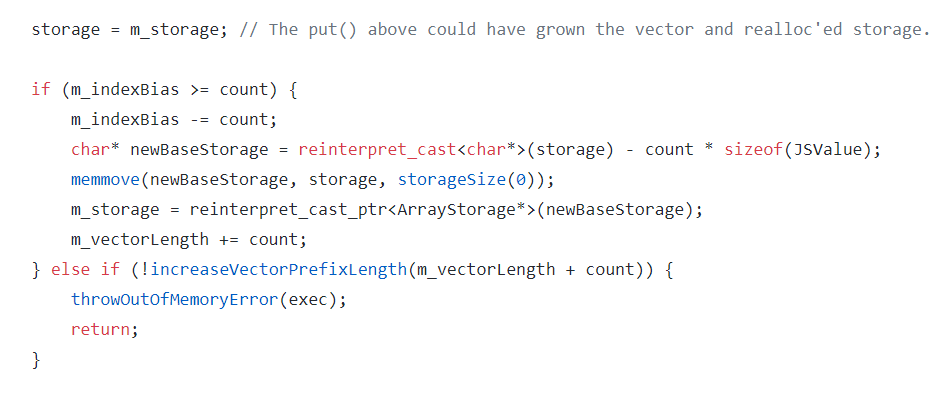 storage = m_storage; // The put() above could have grown the vector and realloc'ed storage.
if (m_indexBias >= count) {
m_indexBias -= count;
char* newBaseStorage = reinterpret_cast<char*>(storage) - count * sizeof(JSValue);
memmove(newBaseStorage, storage, storageSize(0));
m_storage = reinterpret_cast_ptr<ArrayStorage*>(newBaseStorage);
m_vectorLength += count;
} else if (!increaseVectorPrefixLength(m_vectorLength + count)) {
throwOutOfMemoryError(exec);
return;
}